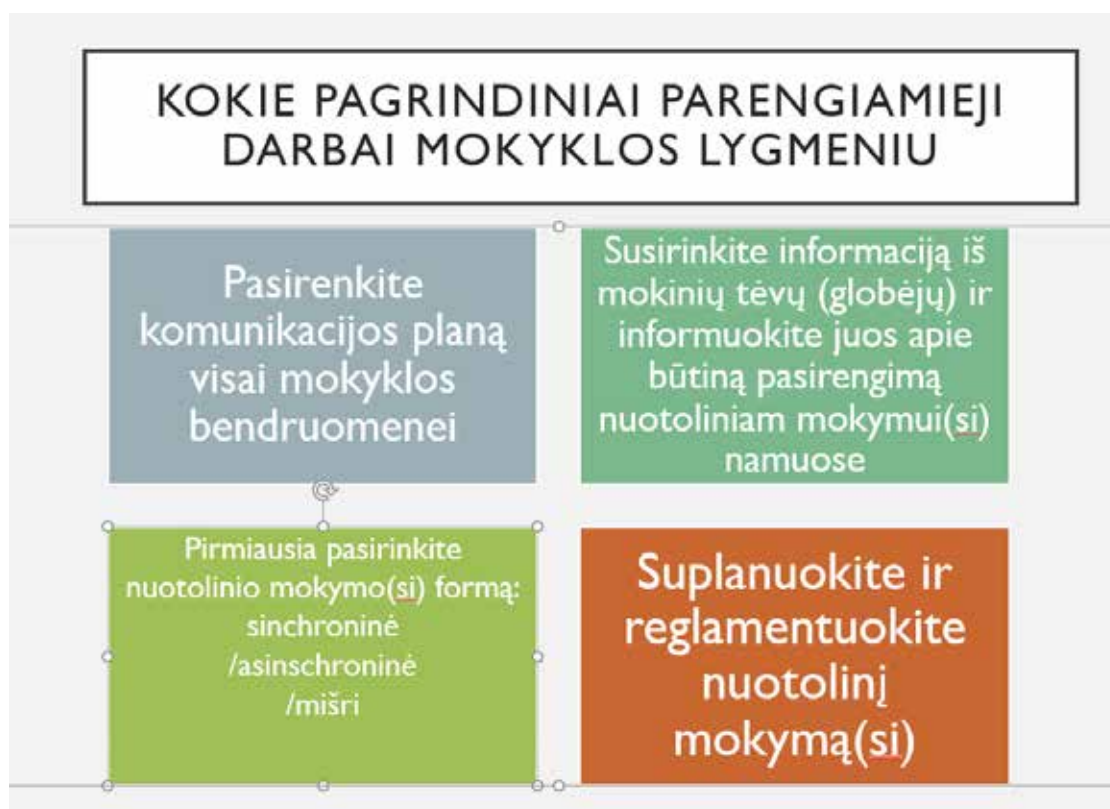 KOKIE PAGRINDINIAI PARENGIAMIEJI
DARBAI MOKYKLOS LYGMENIU
Pasirenkite
komunikacijos planą
visai mokyklos
bendruomenei
Susirinkite informaciją iš
mokinių tėvų (globėjų) ir
informuokite juos apie
būtiną pasirengimą
nuotoliniam mokymui(si)
namuose
Pirmiausia pasirinkite
nuotolinio mokymo(si) formą:
sinchroninė
/asinschroninė
/mišri
Suplanuokite ir
reglamentuokite
nuotolinį
mokymą(si)